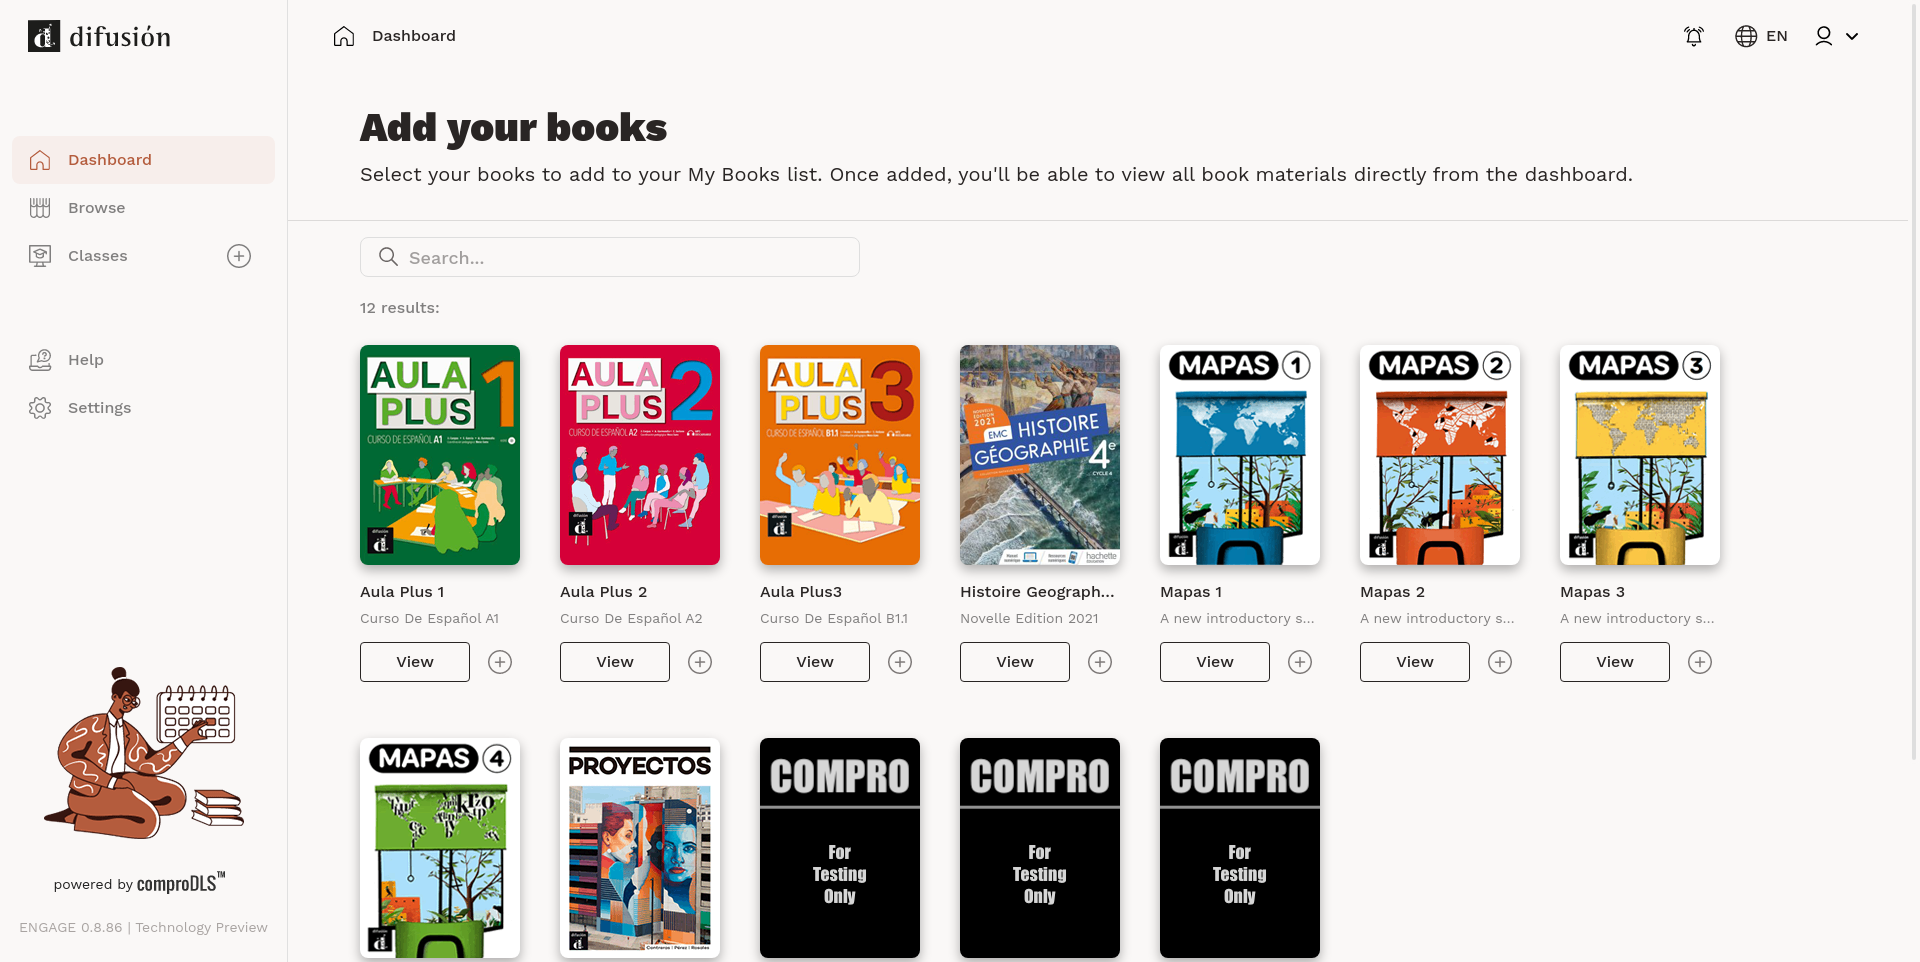 difusión
Dashboard
EN
Dashboard
Browse
Classes
Help
Settings
powered by comproDLS™
ENGAGE 0.8.86 | Technology Preview
Add your books
Select your books to add to your My Books list. Once added, you'll be able to view all book materials directly from the dashboard.
Search...
12 results:
AULA PLUS 1
CURSO DE ESPAÑOL A1
difusión
AULA PLUS 2
CURSO DE ESPAÑOL A2
difusión
AULA PLUS 3
CURSO DE ESPAÑOL B1.1
difusión
NOUVELLE ÉDITION 2021
EMC HISTOIRE
GÉOGRAPHIE
4e
CYCLE 4
hachette
MAPAS 1
MAPAS 2
MAPAS 3
Aula Plus 1
Curso De Español A1
View
Aula Plus 2
Curso De Español A2
View
Aula Plus3
Curso De Español B1.1
View
Histoire Geograph...
Novelle Edition 2021
View
Mapas 1
A new introductory s...
View
Mapas 2
A new introductory s...
View
Mapas 3
A new introductory s...
View
MAPAS 4
PROYECTOS
Contreras | Pérez | Rosales
COMPRO
For
Testing
Only
COMPRO
For
Testing
Only
COMPRO
For
Testing
Only